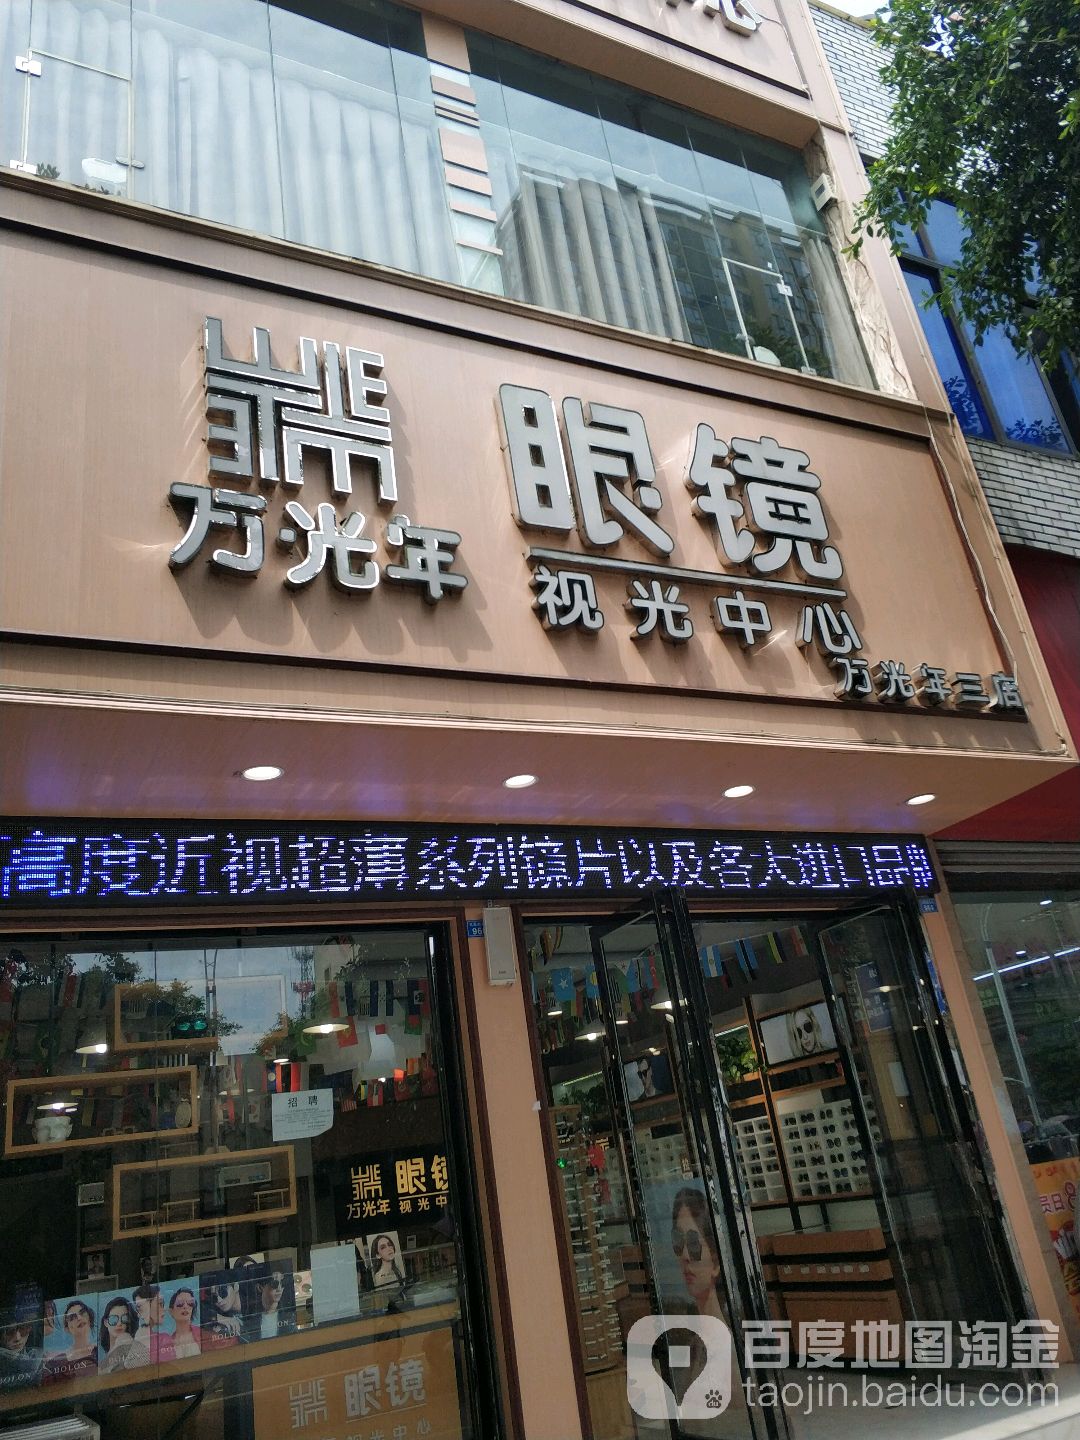 万光年
眼镜
视光中心
万光年三店
高度近视超薄系列镜片以及各大进口品牌
招聘
眼镜
万光年 视光中
BOLON
BOLON
眼镜
视光中心
百度地图淘金
taojin.baidu.com